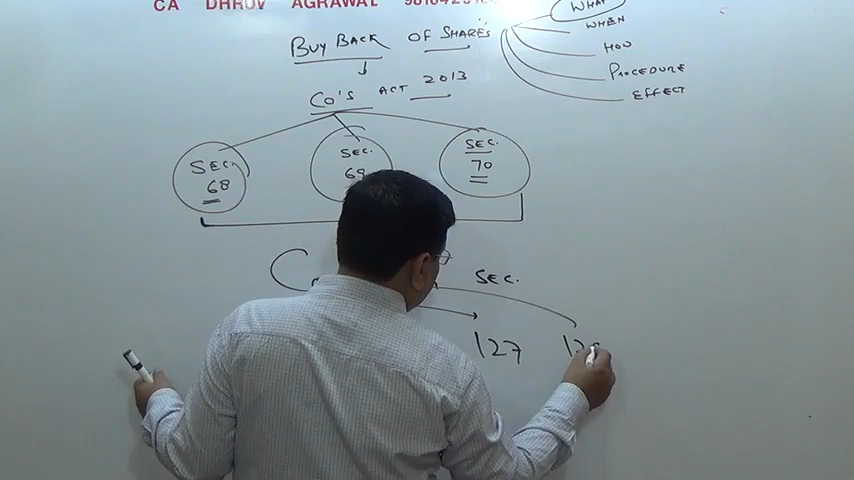 CA DHRUV AGRAWAL
BUY BACK OF SHARE'S
WHAT
WHEN
HOW
PROCEDURE
EFFECT
CO'S ACT 2013
SEC. 68
SEC. 69
SEC. 70
SEC.
127